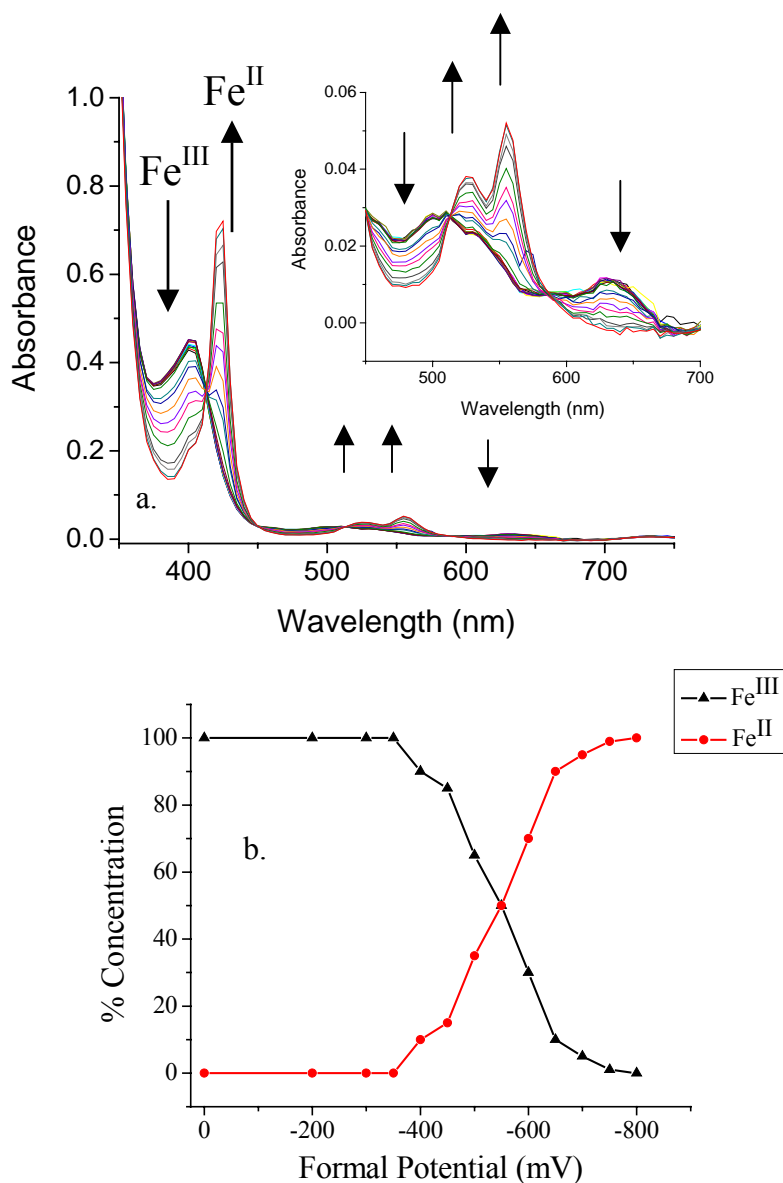 Fe^III
Fe^II
1.0
0.8
0.6
0.4
0.2
0.0
Absorbance
a.
400 500 600 700
Wavelength (nm)
0.06
0.04
0.02
0.00
Absorbance
500 600 700
Wavelength (nm)
Fe^III
Fe^II
100
80
60
40
20
0
% Concentration
b.
0 -200 -400 -600 -800
Formal Potential (mV)